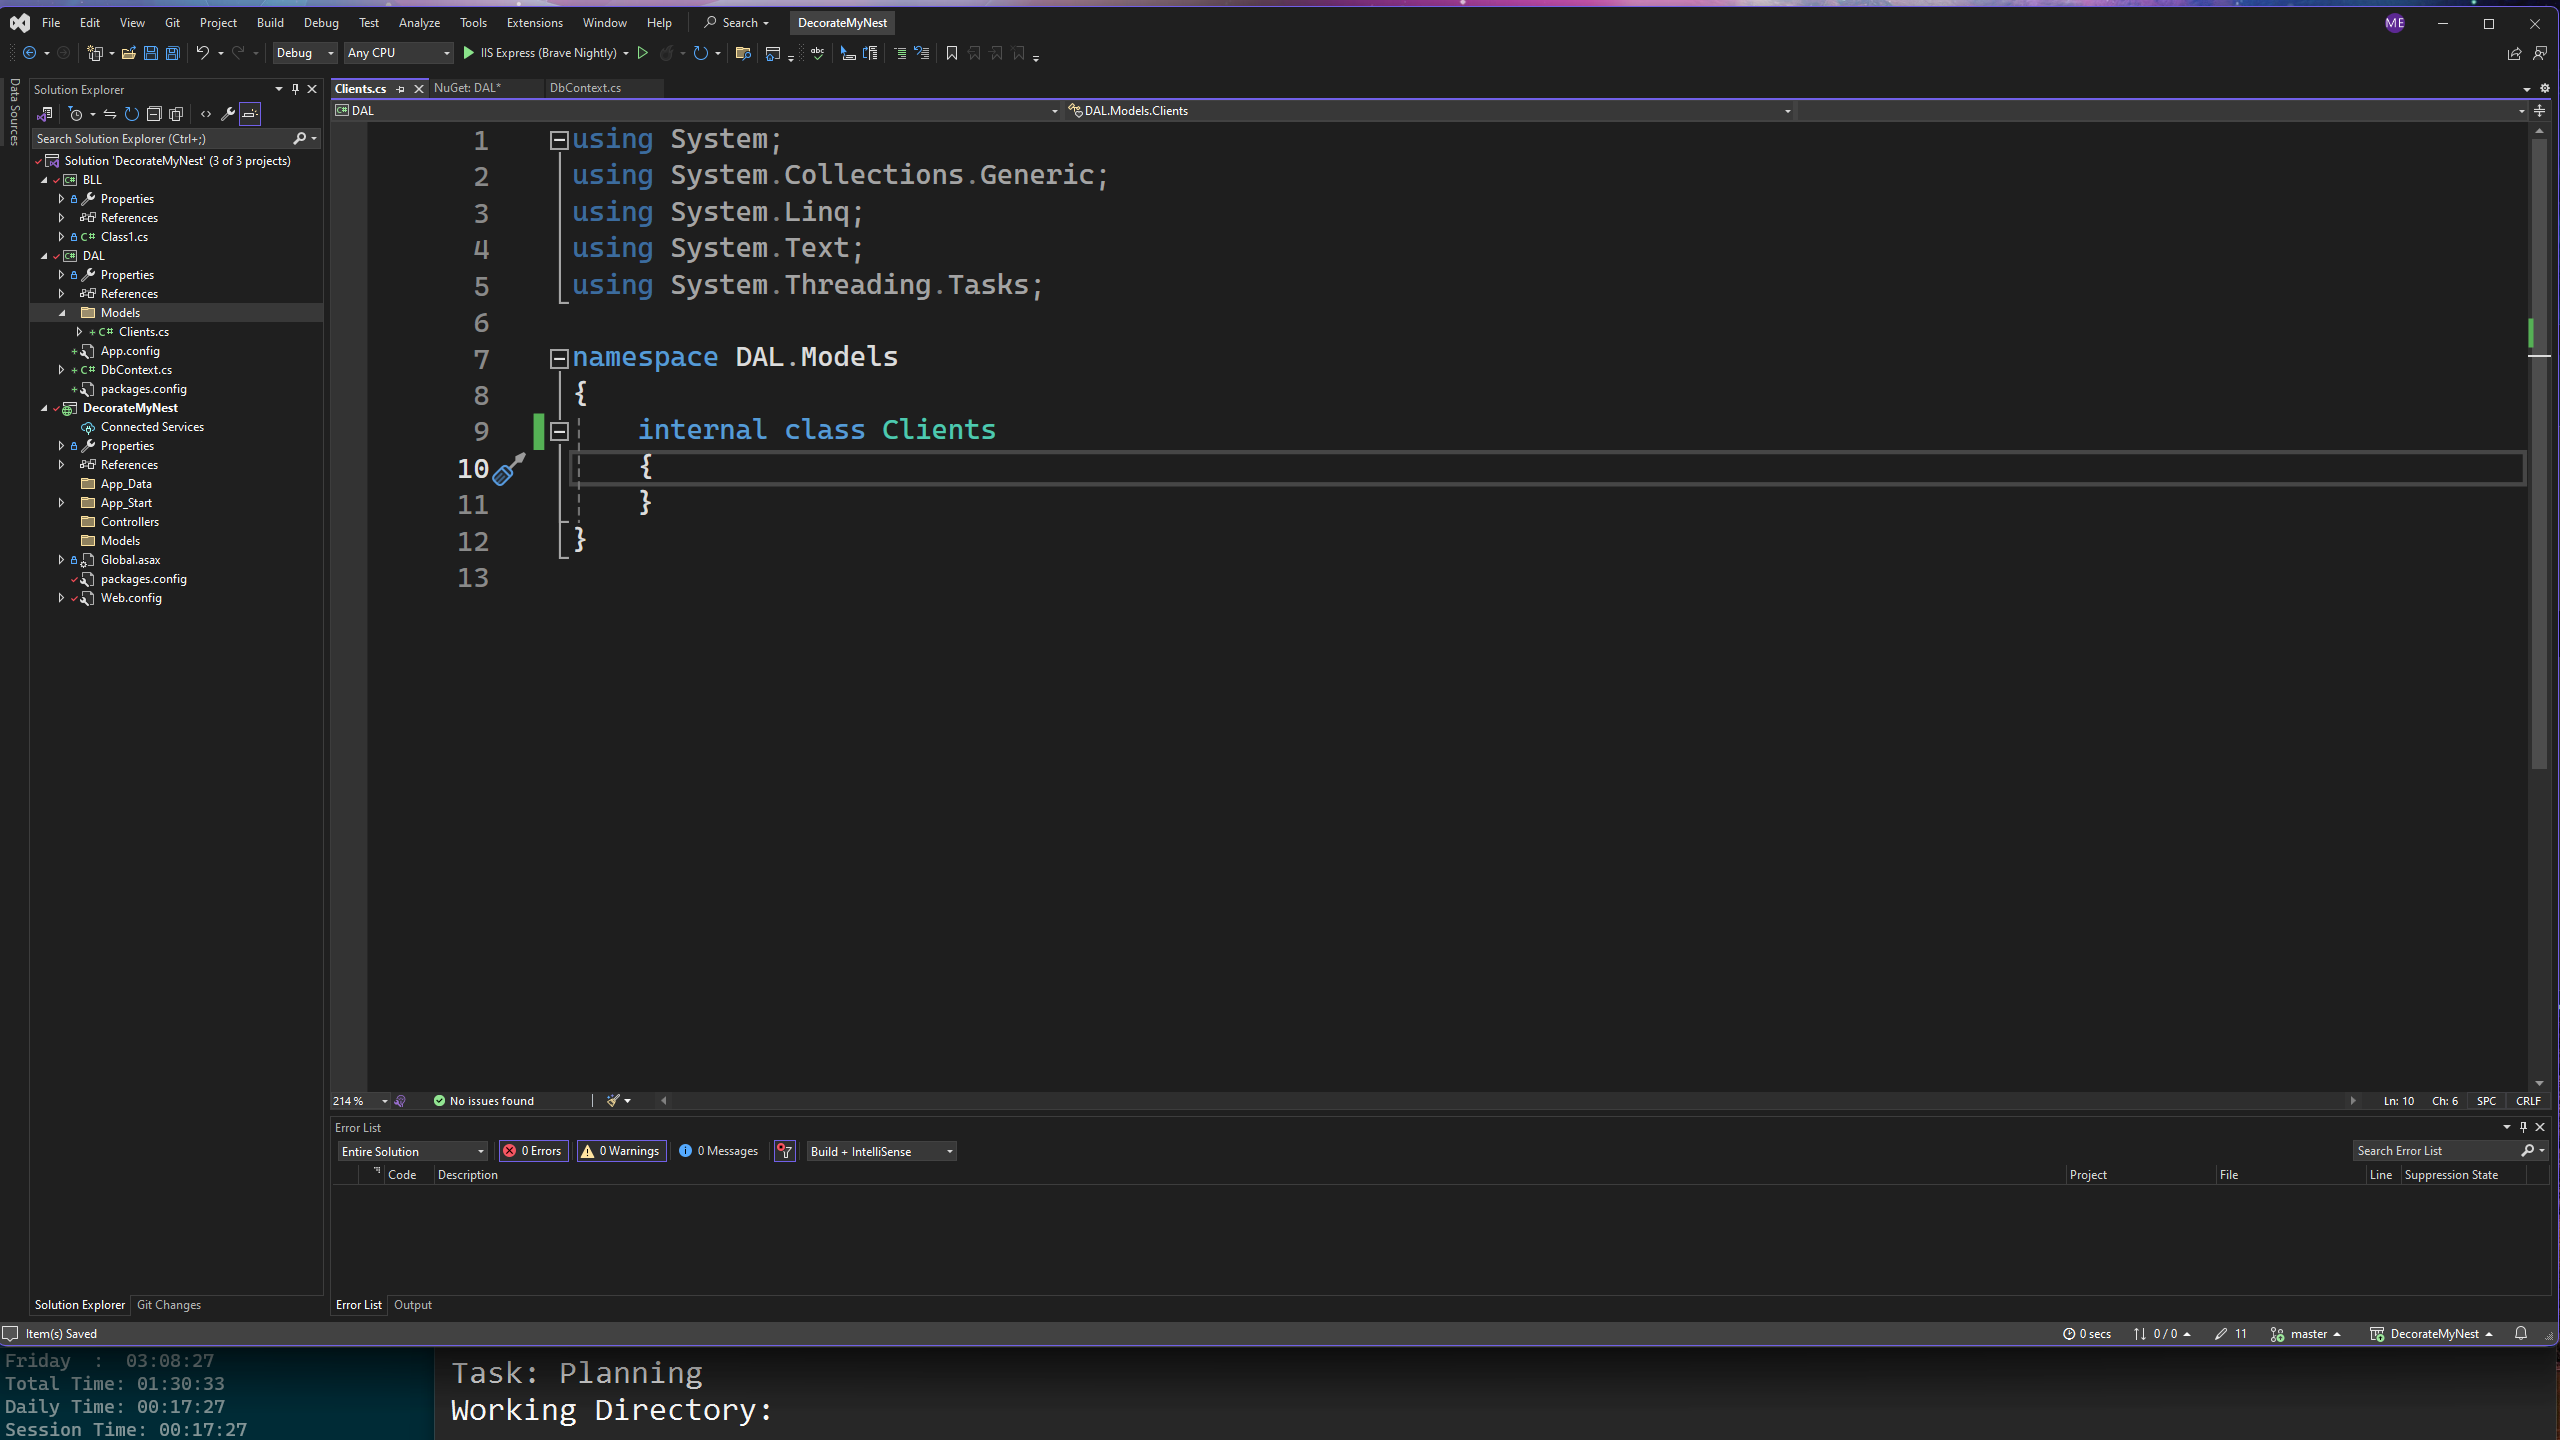 File Edit View Git Project Build Debug Test Analyze Tools Extensions Window Help Search DecorateMyNest ME
Debug Any CPU IIS Express (Brave Nightly)
Data Sources
Solution Explorer
Search Solution Explorer (Ctrl+;)
Solution 'DecorateMyNest' (3 of 3 projects)
BLL
Properties
References
C# Class1.cs
DAL
Properties
References
Models
C# Clients.cs
App.config
C# DbContext.cs
packages.config
DecorateMyNest
Connected Services
Properties
References
App_Data
App_Start
Controllers
Models
Global.asax
packages.config
Web.config
Solution Explorer Git Changes
Clients.cs NuGet: DAL* DbContext.cs
C# DAL DAL.Models.Clients
1 using System;
2 using System.Collections.Generic;
3 using System.Linq;
4 using System.Text;
5 using System.Threading.Tasks;
6
7 namespace DAL.Models
8 {
9 internal class Clients
10 {
11 }
12 }
13
214 % No issues found Ln: 10 Ch: 6 SPC CRLF
Error List
Entire Solution 0 Errors 0 Warnings 0 Messages Build + IntelliSense Search Error List
Code Description Project File Line Suppression State
Error List Output
Item(s) Saved 0 secs 0 / 0 11 master DecorateMyNest
Friday : 03:08:27
Total Time: 01:30:33
Daily Time: 00:17:27
Session Time: 00:17:27
Task: Planning
Working Directory: